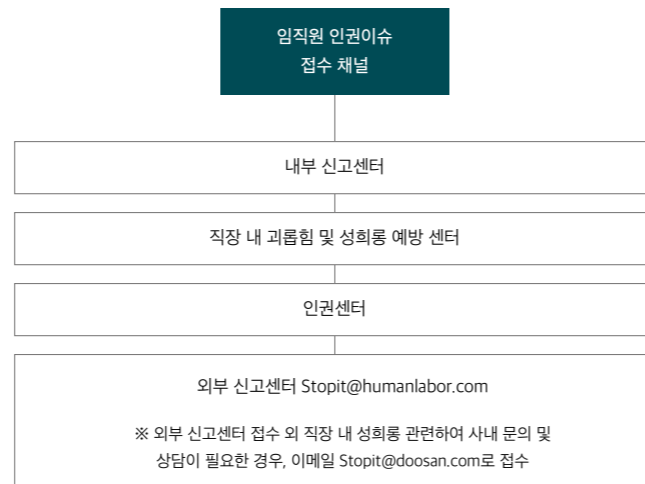 임직원 인권이슈
접수 채널
내부 신고센터
직장 내 괴롭힘 및 성희롱 예방 센터
인권센터
외부 신고센터 Stopit@humanlabor.com
※ 외부 신고센터 접수 외 직장 내 성희롱 관련하여 사내 문의 및
상담이 필요한 경우, 이메일 Stopit@doosan.com로 접수